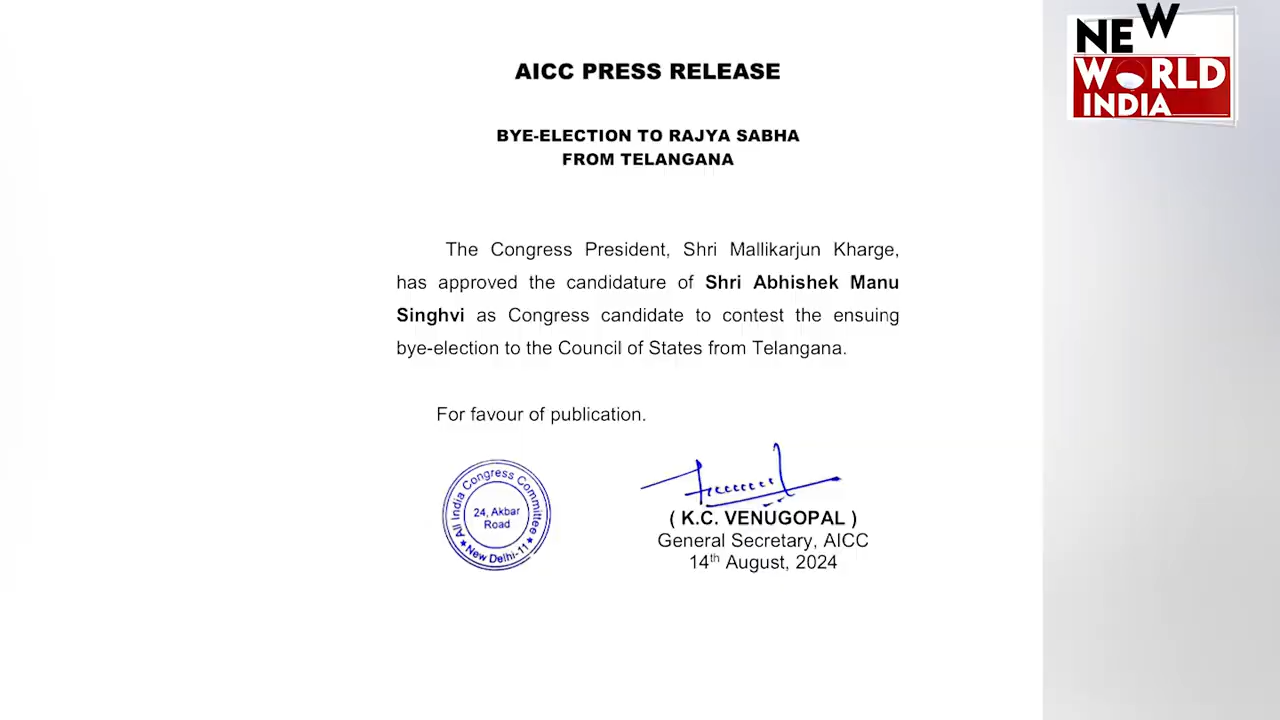 AICC PRESS RELEASE
BYE-ELECTION TO RAJYA SABHA
FROM TELANGANA
The Congress President, Shri Mallikarjun Kharge,
has approved the candidature of Shri Abhishek Manu
Singhvi as Congress candidate to contest the ensuing
bye-election to the Council of States from Telangana.
For favour of publication.
All India Congress Committee
24, Akbar
Road
★ New Delhi-11 ★
( K.C. VENUGOPAL )
General Secretary, AICC
14th August, 2024
NEW
WORLD
INDIA